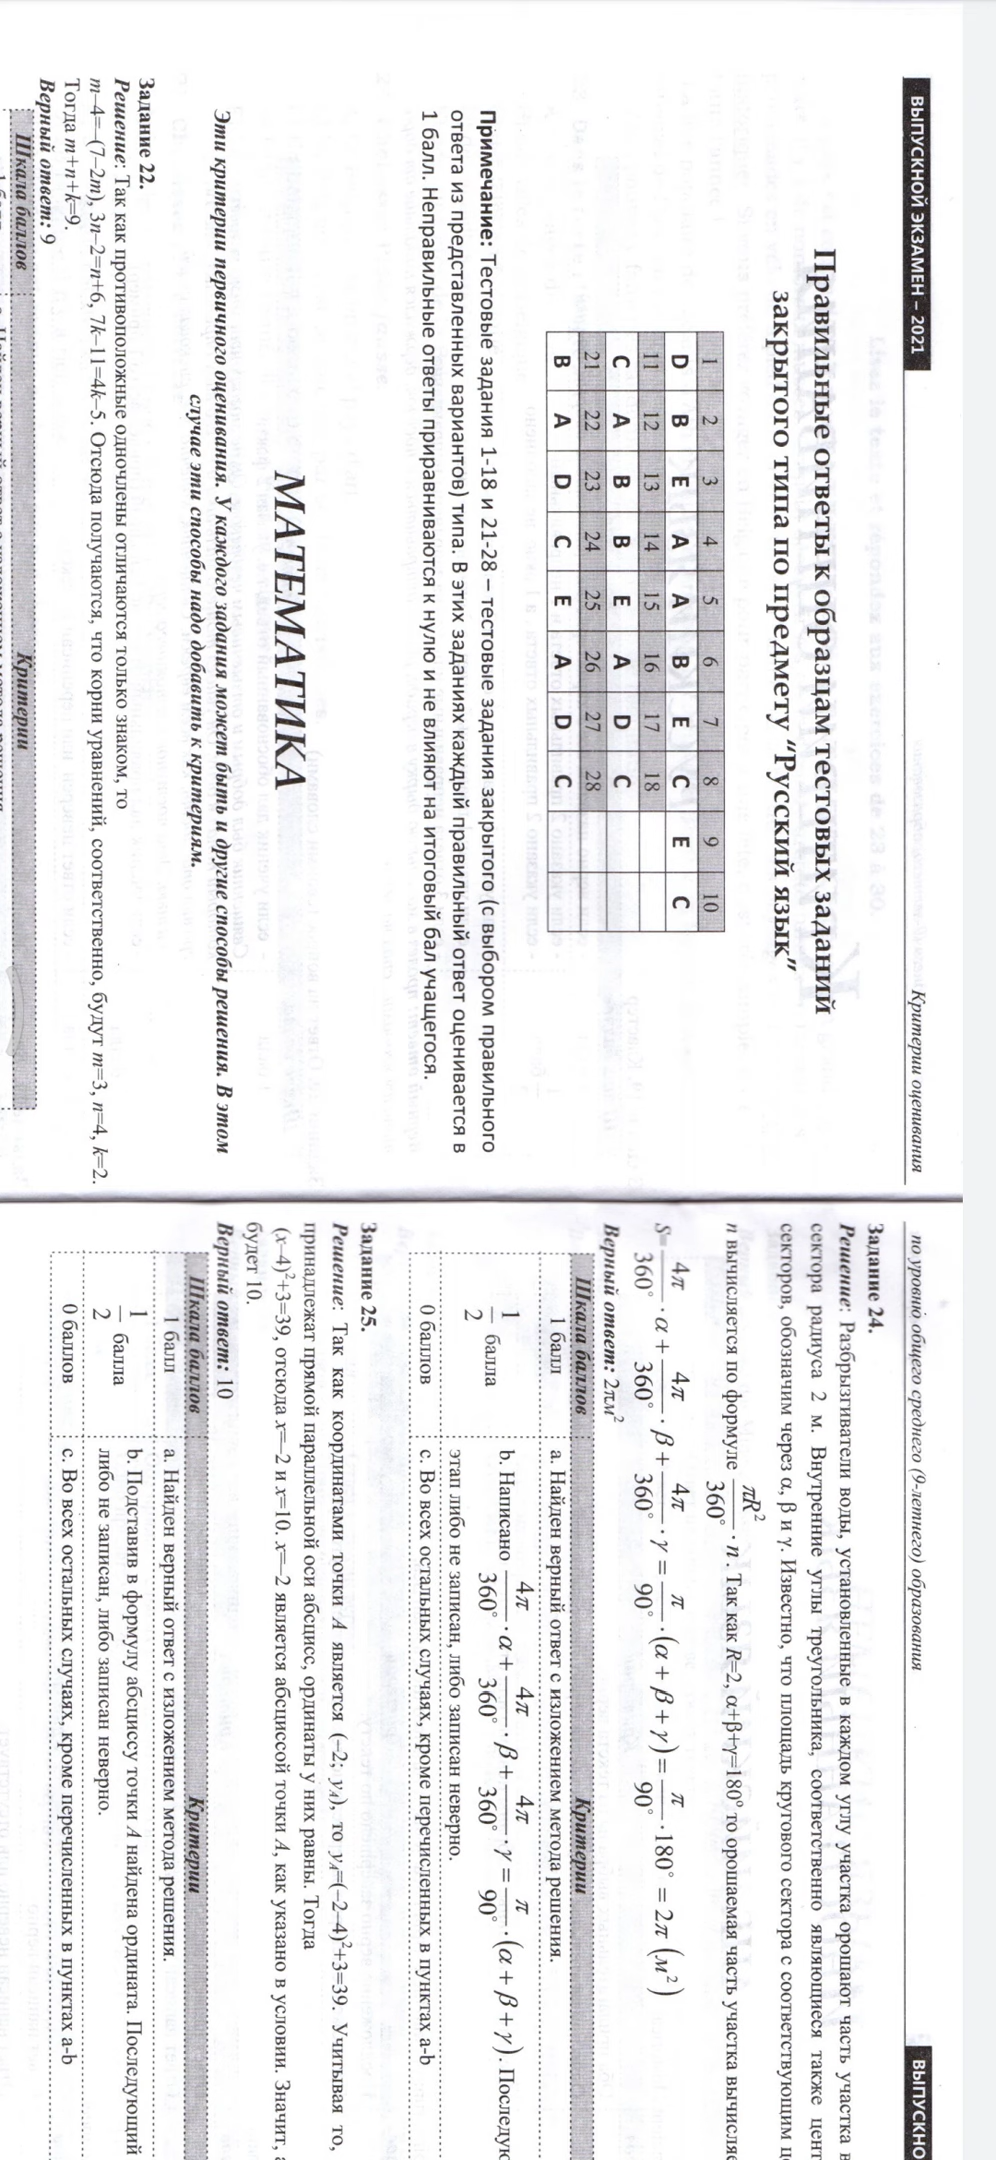 ВЫПУСКНОЙ ЭКЗАМЕН – 2021
Критерии оценивания
Правильные ответы к образцам тестовых заданий
закрытого типа по предмету “Русский язык”
1 2 3 4 5 6 7 8 9 10
D B E A A B E C E C
11 12 13 14 15 16 17 18
C A B B E A D C
21 22 23 24 25 26 27 28
B A D C E A D C
Примечание: Тестовые задания 1-18 и 21-28 – тестовые задания закрытого (с выбором правильного
ответа из представленных вариантов) типа. В этих заданиях каждый правильный ответ оценивается в
1 балл. Неправильные ответы приравниваются к нулю и не влияют на итоговый бал учащегося.
МАТЕМАТИКА
Эти критерии первичного оценивания. У каждого задания может быть и другие способы решения. В этом
случае эти способы надо добавить к критериям.
Задание 22.
Решение: Так как противоположные одночлены отличаются только знаком, то
m–4=–(7–2m), 3n–2=n+6, 7k–11=4k–5. Отсюда получаются, что корни уравнений, соответственно, будут m=3, n=4, k=2.
Тогда m+n+k=9.
Верный ответ: 9
Шкала баллов Критерии
по уровню общего среднего (9-летнего) образования
ВЫПУСКНО
Задание 24.
Решение: Разбрызгиватели воды, установленные в каждом углу участка орошают часть участка в
сектора радиуса 2 м. Внутренние углы треугольника, соответственно являющиеся также цент
секторов, обозначим через α, β и γ. Известно, что площадь кругового сектора с соответствующим ц
n вычисляется по формуле πR²/360° · n. Так как R=2, α+β+γ=180° то орошаемая часть участка вычисляе
S=4π/360° · α + 4π/360° · β + 4π/360° · γ = π/90° · (α + β + γ) = π/90° · 180° = 2π (м²)
Верный ответ: 2πм²
Шкала баллов Критерии
1 балл a. Найден верный ответ с изложением метода решения.
1/2 балла b. Написано 4π/360° · α + 4π/360° · β + 4π/360° · γ = π/90° · (α + β + γ). Последую
этап либо не записан, либо записан неверно.
0 баллов c. Во всех остальных случаях, кроме перечисленных в пунктах a-b
Задание 25.
Решение: Так как координатами точки A является (–2; yA), то yA=(–2–4)²+3=39. Учитывая то,
принадлежат прямой параллельной оси абсцисс, ординаты у них равны. Тогда
(x–4)²+3=39, отсюда x=–2 и x=10. x=–2 является абсциссой точки A, как указано в условии. Значит,
будет 10.
Верный ответ: 10
Шкала баллов Критерии
1 балл a. Найден верный ответ с изложением метода решения.
1/2 балла b. Подставив в формулу абсциссу точки A найдена ордината. Последующий
либо не записан, либо записан неверно.
0 баллов c. Во всех остальных случаях, кроме перечисленных в пунктах a-b